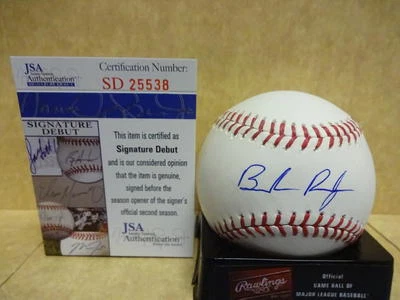 JSA
Authentication
Certification Number:
SD 25538
SIGNATURE
DEBUT
This item is certified as
Signature Debut
and is our considered opinion
that the item is genuine,
signed before the
season opener of the signer's
official second season.
JSA
Authentication
Rawlings
Official
GAME BALL OF
MAJOR LEAGUE BASEBALL